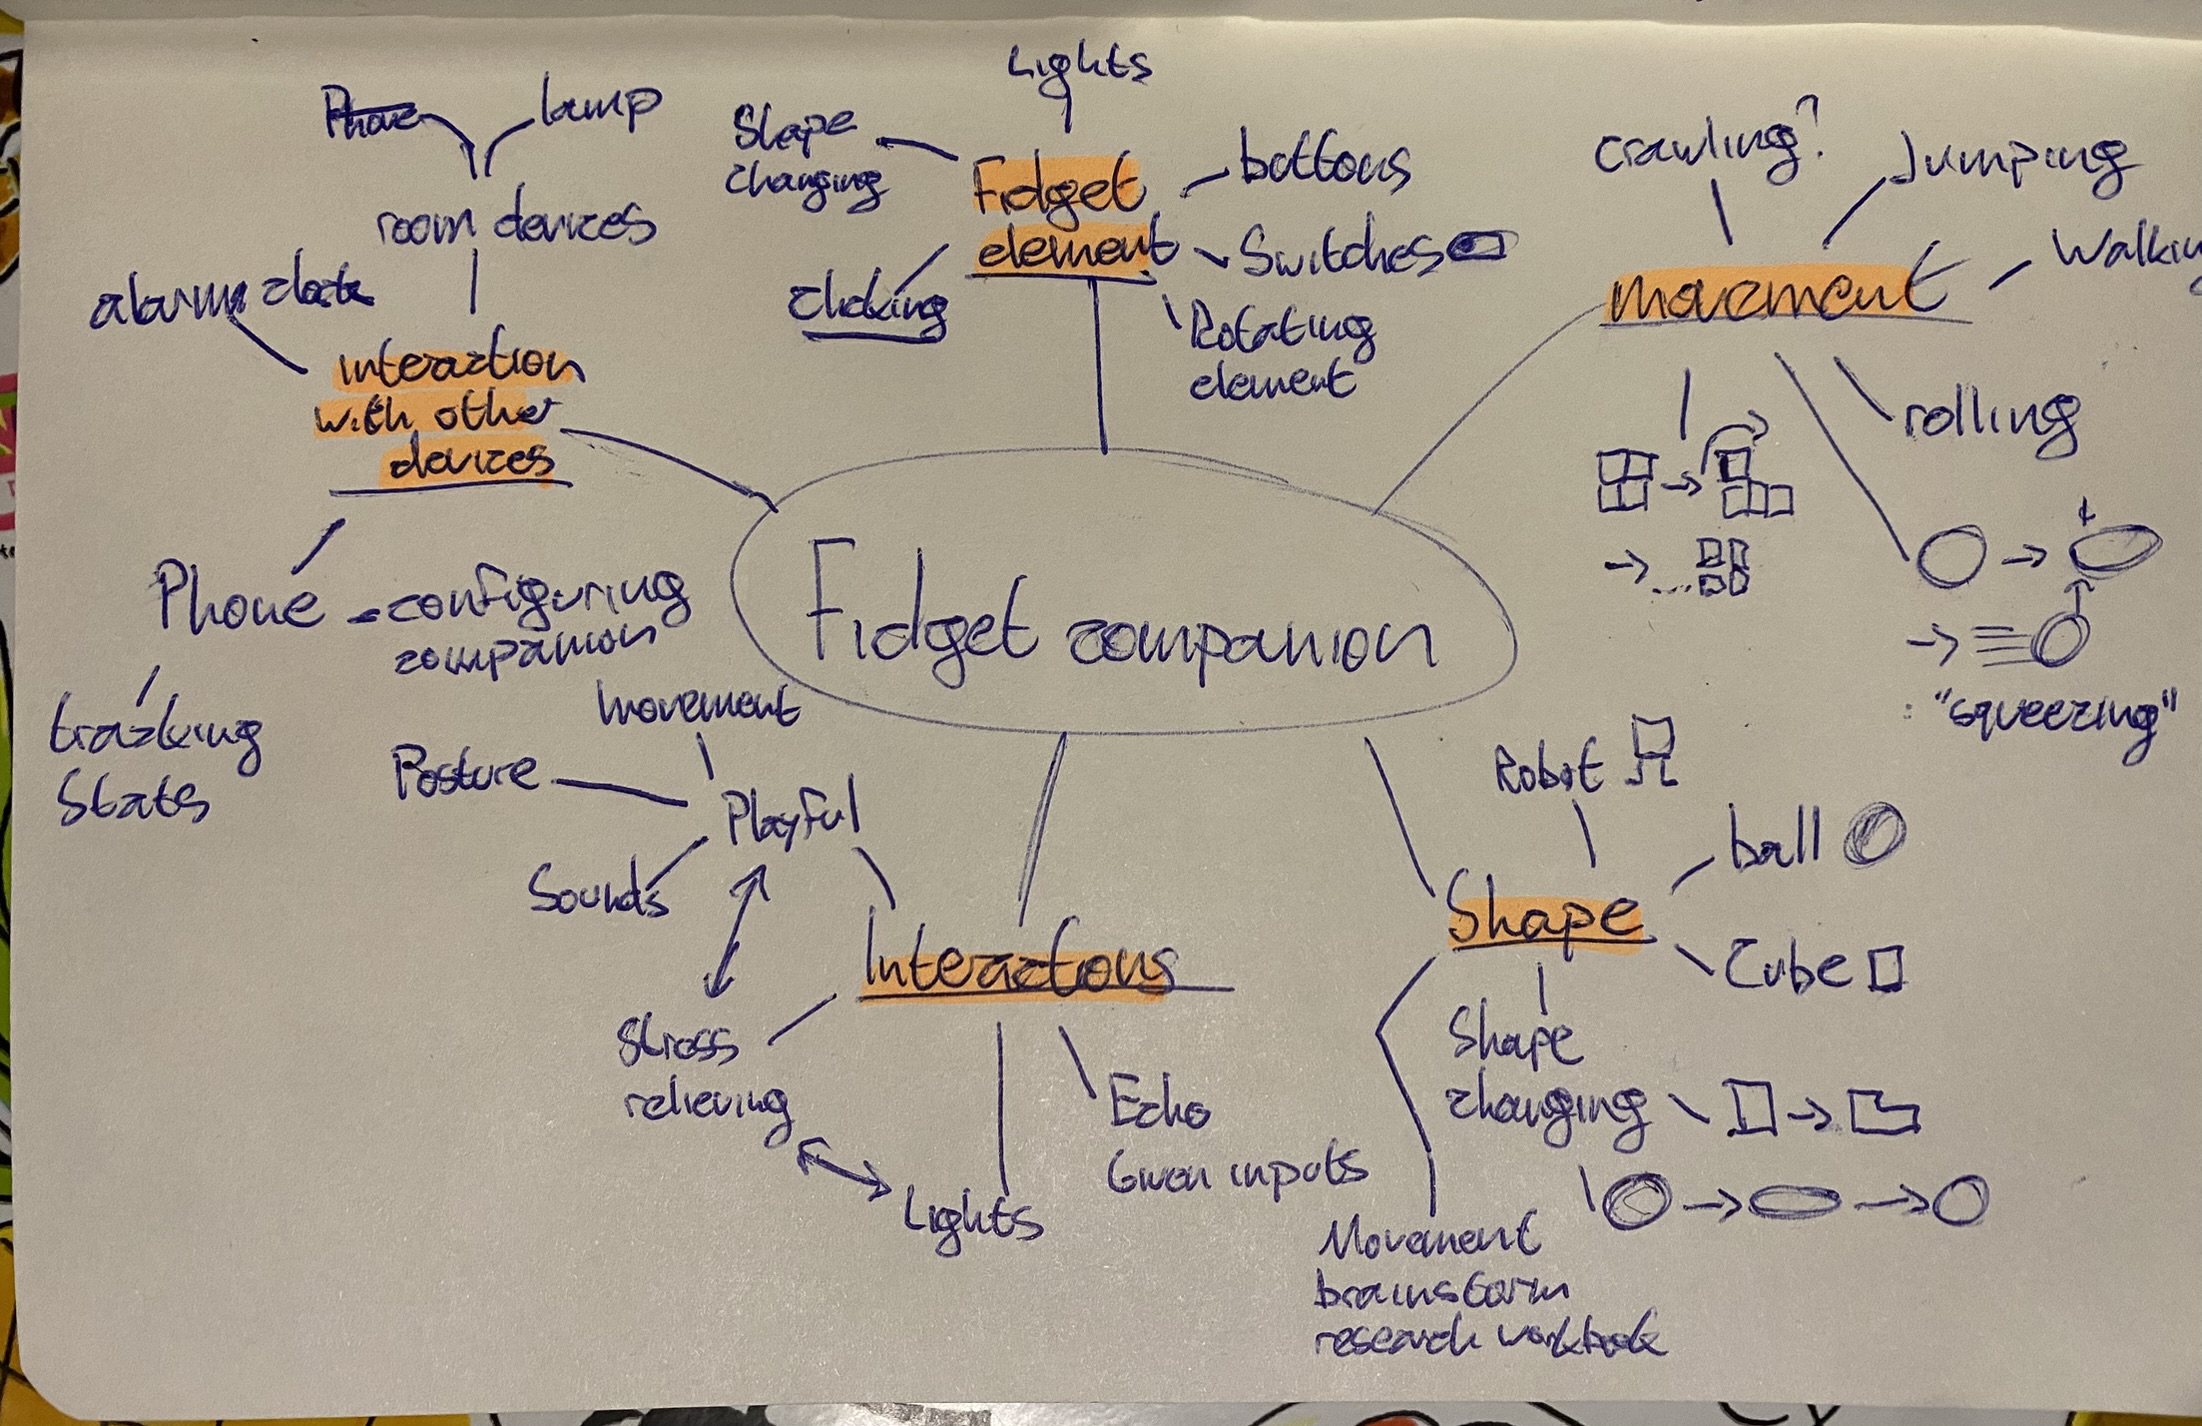 Lights
Phone
lamp
Shape
changing
Fidget
element
buttons
Switches
clicking
Rotating
element
crawling?
Jumping
Walkin
movement
rolling
"squeezing"
room devices
alarm clock
interaction
with other
devices
Phone
configuring
companion
tracking
Stats
Fidget companion
movement
Posture
Playful
Sounds
Interactions
Stress
relieving
Lights
Echo
Given inputs
Robot
ball
Shape
Cube
Shape
changing
Movement
brainstorm
research workbook